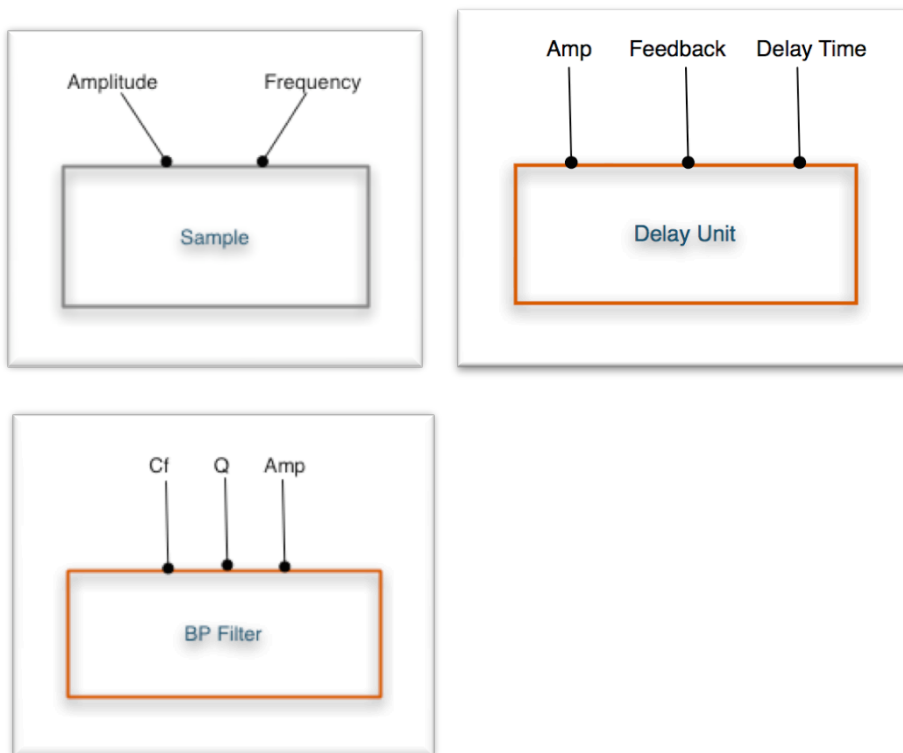 Amplitude Frequency
Sample
Amp Feedback Delay Time
Delay Unit
Cf Q Amp
BP Filter